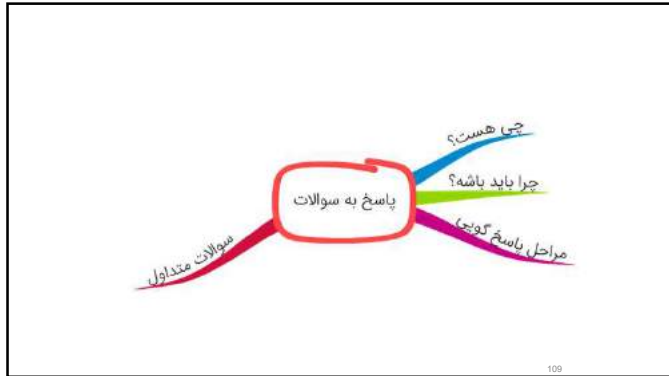 پاسخ به سوالات
چی هست؟
چرا باید باشه؟
مراحل پاسخ گویی
سوالات متداول
109